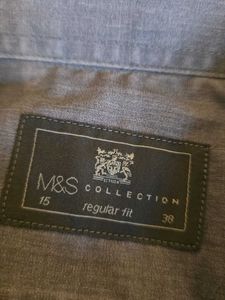 M&S COLLECTION
15 regular fit 38